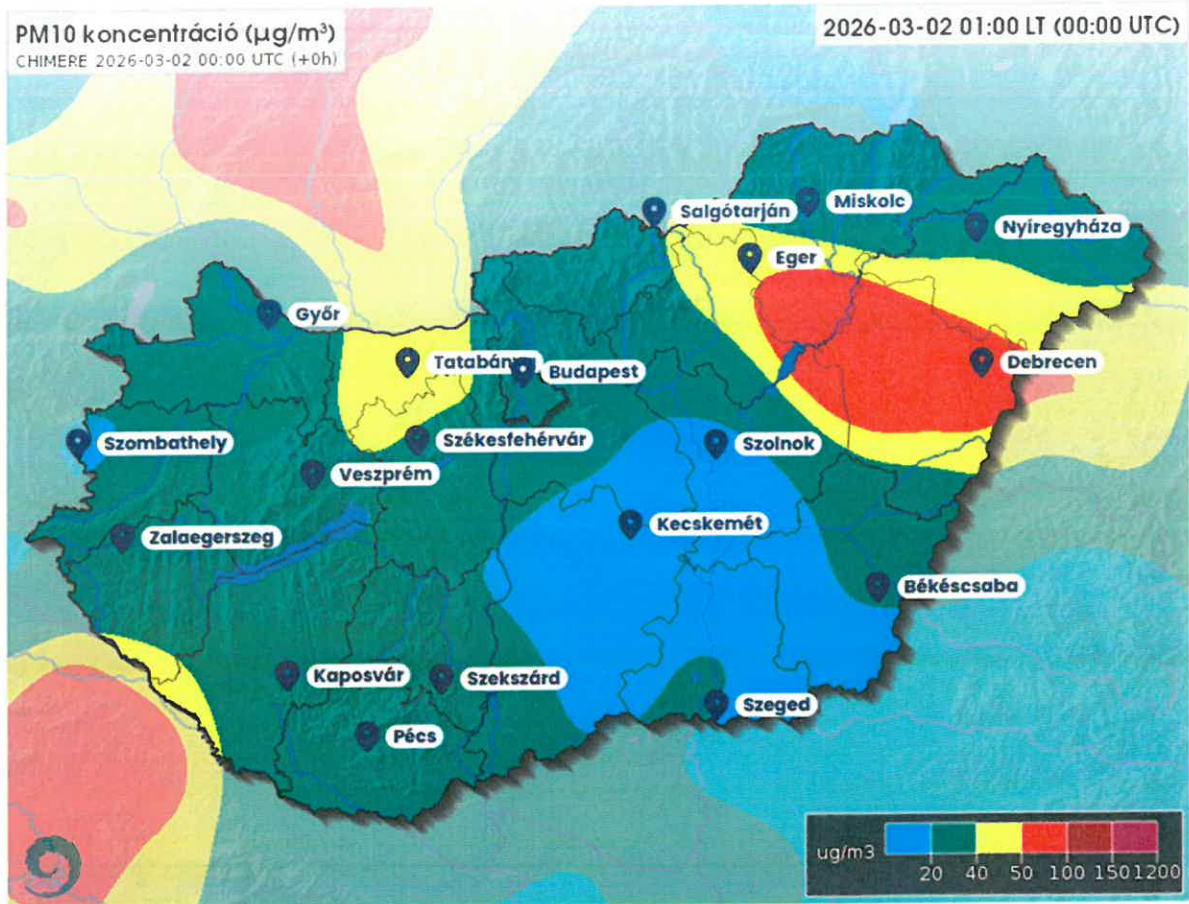 PM10 koncentráció (µg/m³)
CHIMERE 2026-03-02 00:00 UTC (+0h)
2026-03-02 01:00 LT (00:00 UTC)
Salgótarján
Miskolc
Nyíregyháza
Eger
Győr
Tatabán
Budapest
Debrecen
Szombathely
Székesfehérvár
Szolnok
Veszprém
Kecskemét
Zalaegerszeg
Békéscsaba
Kaposvár
Szekszárd
Szeged
Pécs
ug/m3
20 40 50 100 150 1200